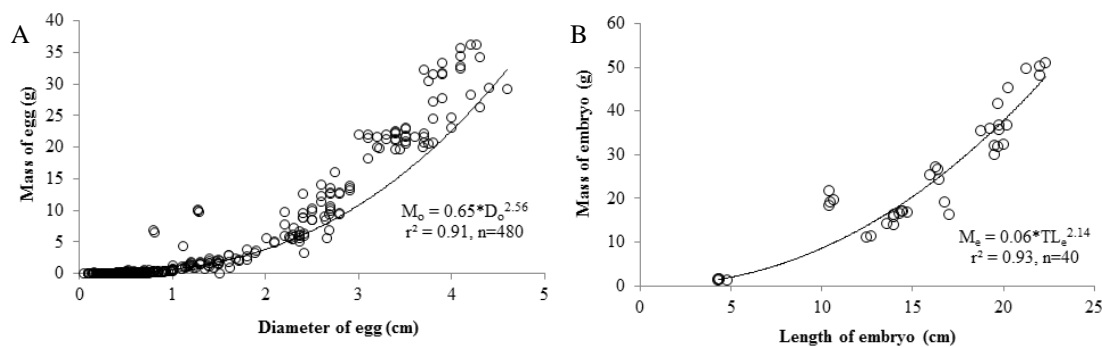 A
Mass of egg (g)
40
35
30
25
20
15
10
5
0
0
1
2
3
4
5
Diameter of egg (cm)
Mₒ = 0.65*Dₒ^2.56
r² = 0.91, n=480
B
Mass of embryo (g)
60
50
40
30
20
10
0
0
5
10
15
20
25
Length of embryo (cm)
Mₑ = 0.06*TLₑ^2.14
r² = 0.93, n=40